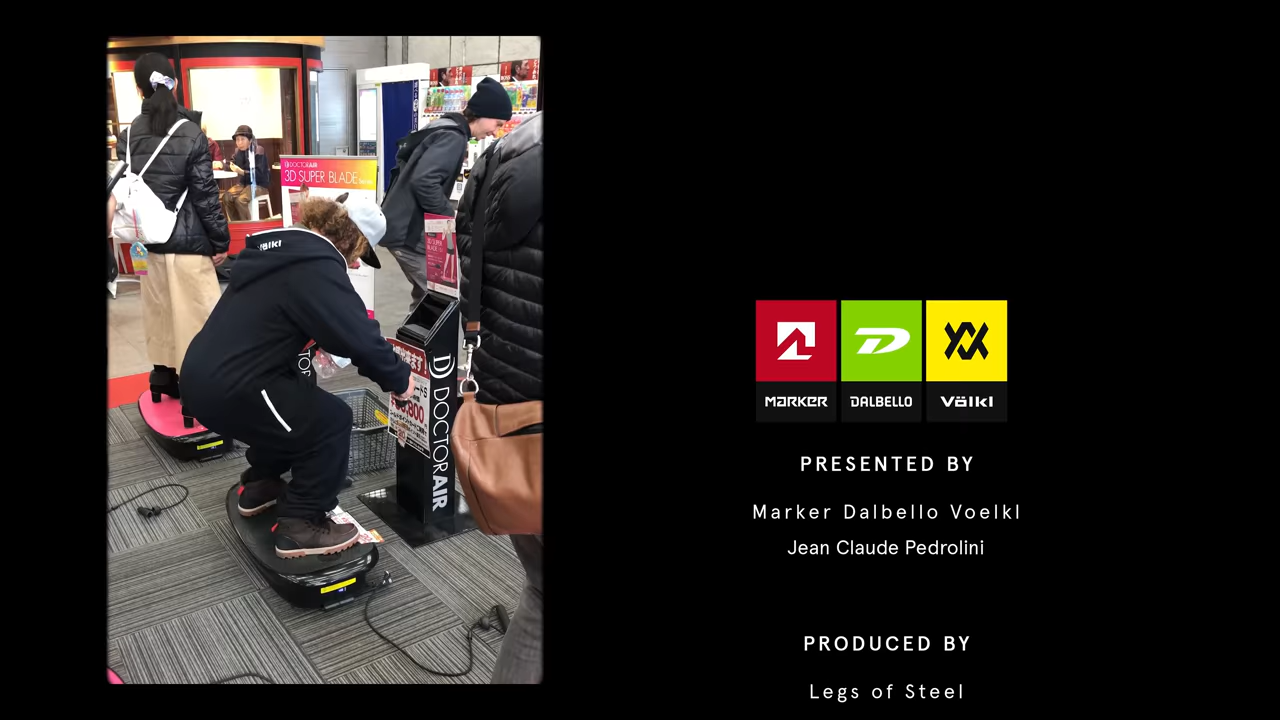 DOCTORAIR
3D SUPER BLADE
völkl
DOCTORAIR
MARKER
DALBELLO
Völkl
PRESENTED BY
Marker Dalbello Voelkl
Jean Claude Pedrolini
PRODUCED BY
Legs of Steel